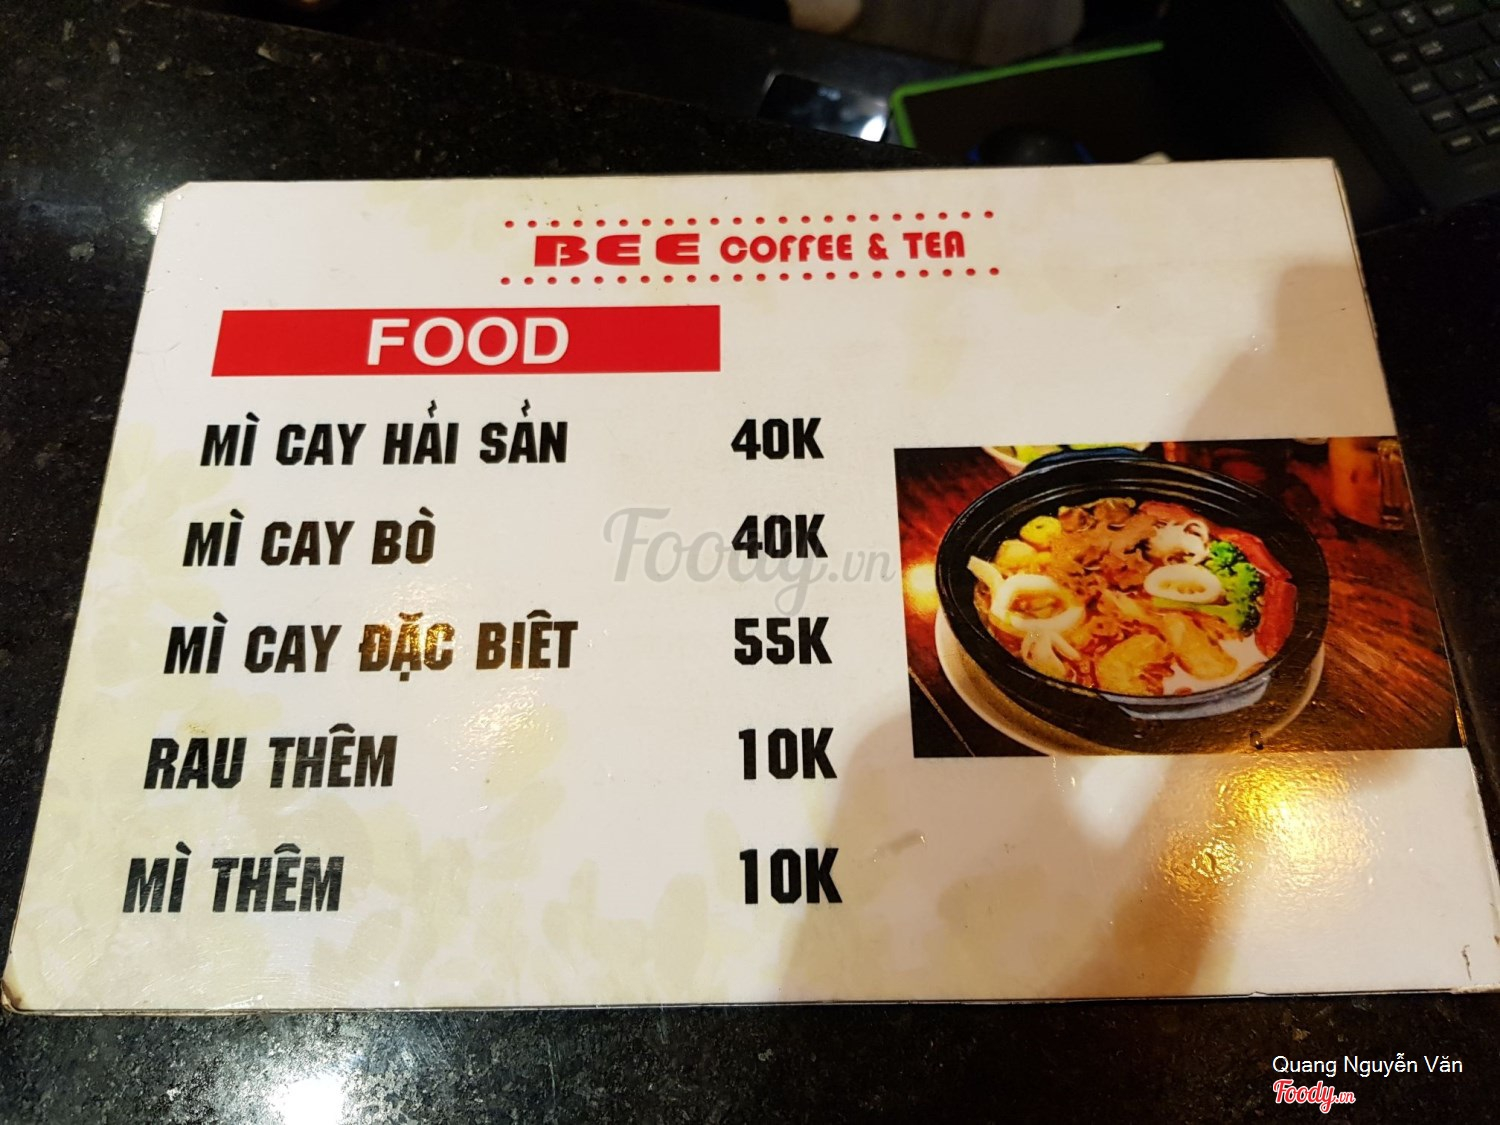 BEE COFFEE & TEA
FOOD
MÌ CAY HẢI SẢN 40K
MÌ CAY BÒ 40K
MÌ CAY ĐẶC BIÊT 55K
RAU THÊM 10K
MÌ THÊM 10K
Foody.vn
Quang Nguyễn Văn
Foody.vn